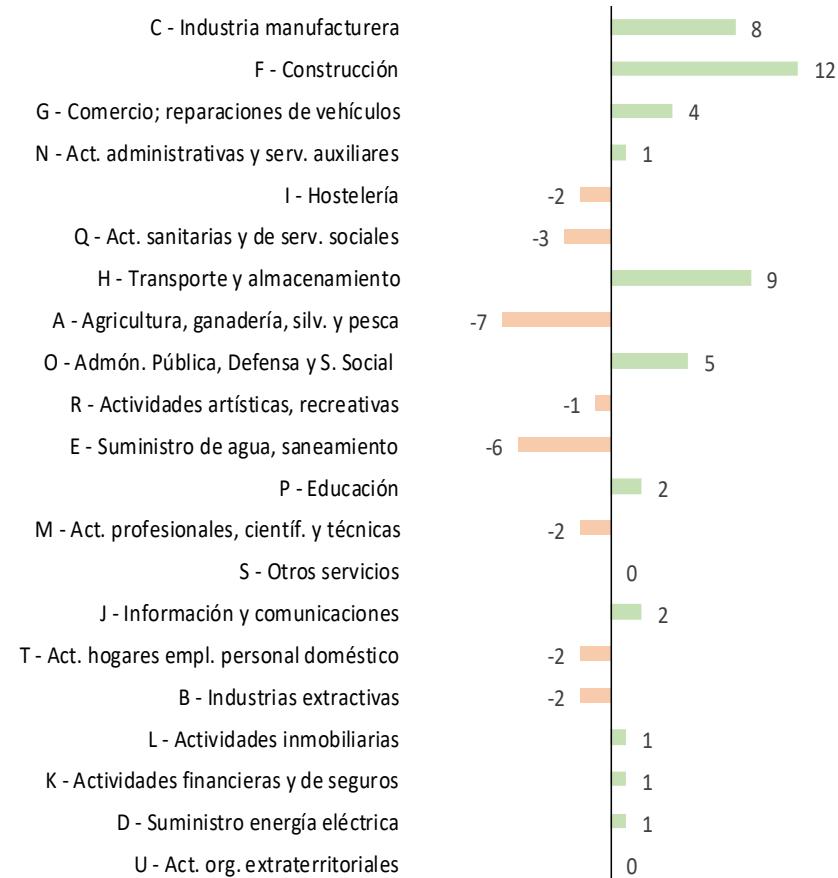 C - Industria manufacturera 8
F - Construcción 12
G - Comercio; reparaciones de vehículos 4
N - Act. administrativas y serv. auxiliares 1
I - Hostelería -2
Q - Act. sanitarias y de serv. sociales -3
H - Transporte y almacenamiento 9
A - Agricultura, ganadería, silv. y pesca -7
O - Admón. Pública, Defensa y S. Social 5
R - Actividades artísticas, recreativas -1
E - Suministro de agua, saneamiento -6
P - Educación 2
M - Act. profesionales, científ. y técnicas -2
S - Otros servicios 0
J - Información y comunicaciones 2
T - Act. hogares empl. personal doméstico -2
B - Industrias extractivas -2
L - Actividades inmobiliarias 1
K - Actividades financieras y de seguros 1
D - Suministro energía eléctrica 1
U - Act. org. extraterritoriales 0